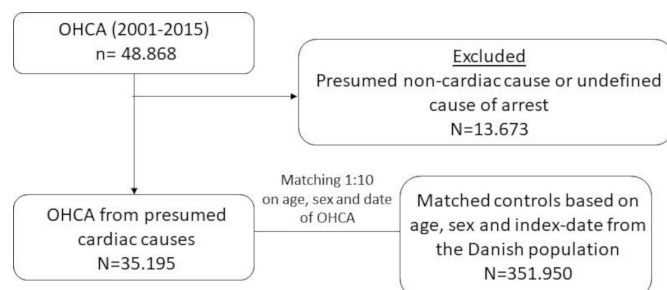 OHCA (2001-2015)
n= 48.868
Excluded
Presumed non-cardiac cause or undefined
cause of arrest
N=13.673
Matching 1:10
on age, sex and date
of OHCA
OHCA from presumed
cardiac causes
N=35.195
Matched controls based on
age, sex and index-date from
the Danish population
N=351.950